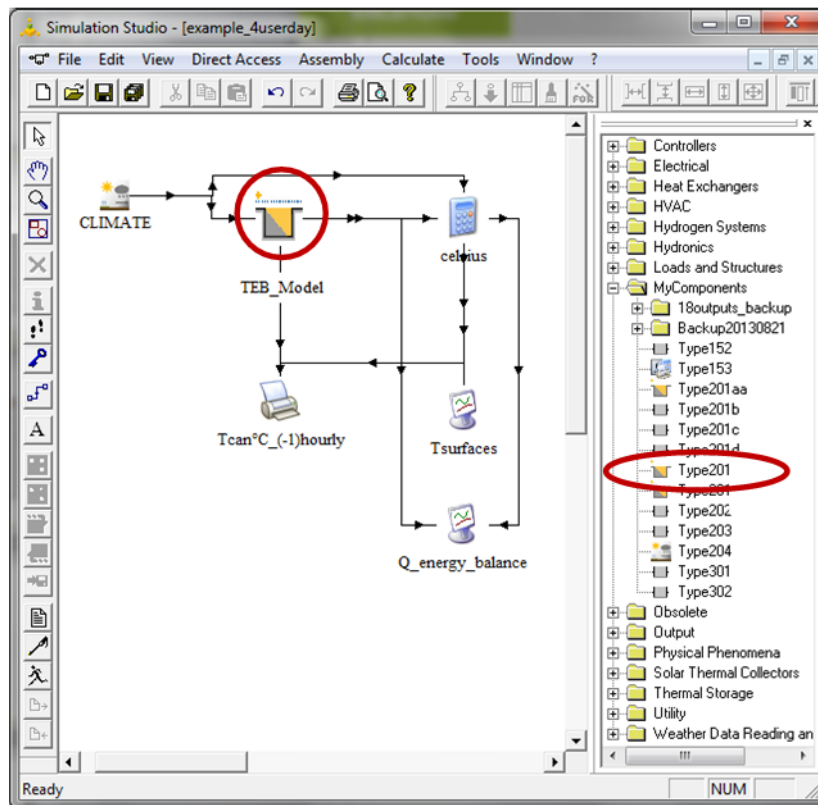 Simulation Studio - [example_4userday]
File Edit View Direct Access Assembly Calculate Tools Window ?
FOR
A
CLIMATE
TEB_Model
celsius
Tcan°C_(-1)hourly
Tsurfaces
Q_energy_balance
Controllers
Electrical
Heat Exchangers
HVAC
Hydrogen Systems
Hydronics
Loads and Structures
MyComponents
18outputs_backup
Backup20130821
Type152
Type153
Type201aa
Type201b
Type201c
Type201d
Type201
Type201
Type202
Type203
Type204
Type301
Type302
Obsolete
Output
Physical Phenomena
Solar Thermal Collectors
Thermal Storage
Utility
Weather Data Reading an
Ready
NUM